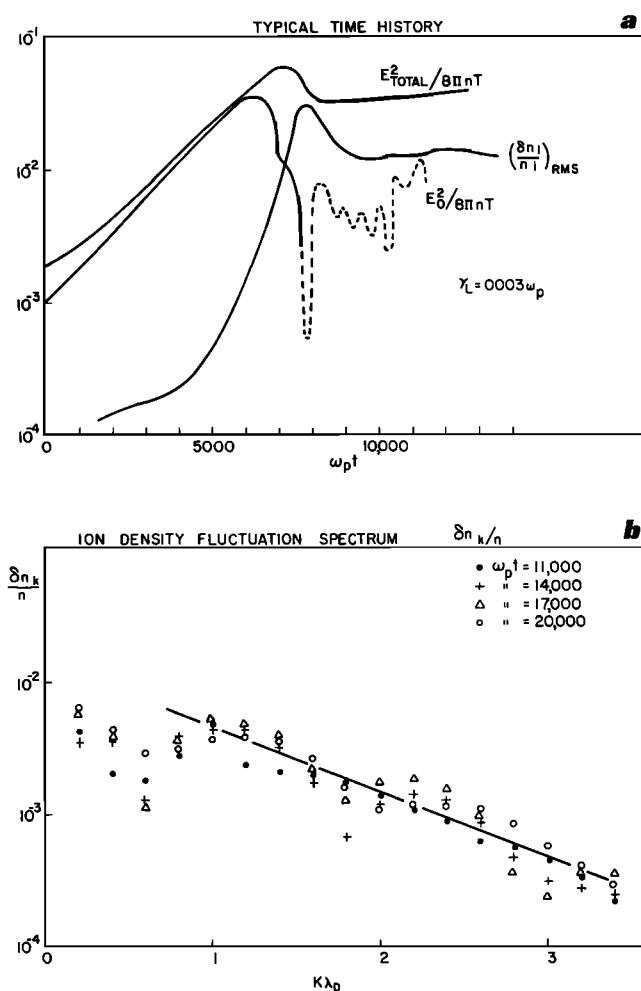 TYPICAL TIME HISTORY
a
10⁻¹
E²TOTAL/8πnT
10⁻²
(δnᵢ/nᵢ)RMS
E₀²/8πnT
γL=0003ωp
10⁻³
10⁻⁴
0 5000 10,000
ωpt
ION DENSITY FLUCTUATION SPECTRUM δnk/n
b
δnk/n
• ωpt = 11,000
+ " = 14,000
△ " = 17,000
○ " = 20,000
10⁻²
10⁻³
10⁻⁴
0 1 2 3
KλD